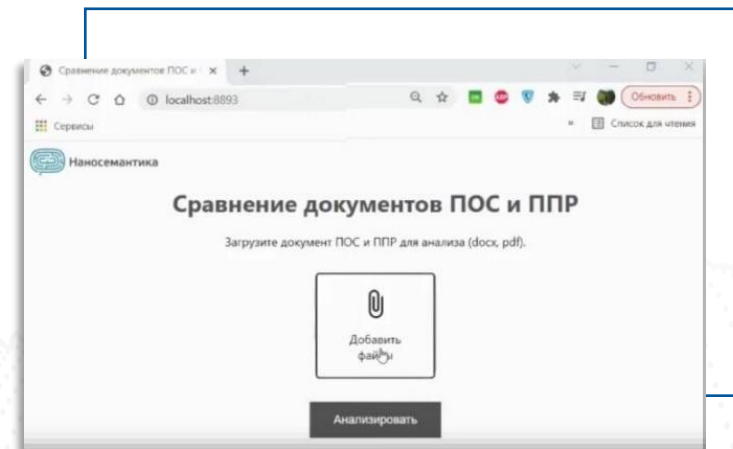 Сравнение документов ПОС и
localhost:8893
Обновить
Сервисы
Список для чтения
Наносемантика
Сравнение документов ПОС и ППР
Загрузите документ ПОС и ППР для анализа (docx, pdf).
Добавить
файлы
Анализировать